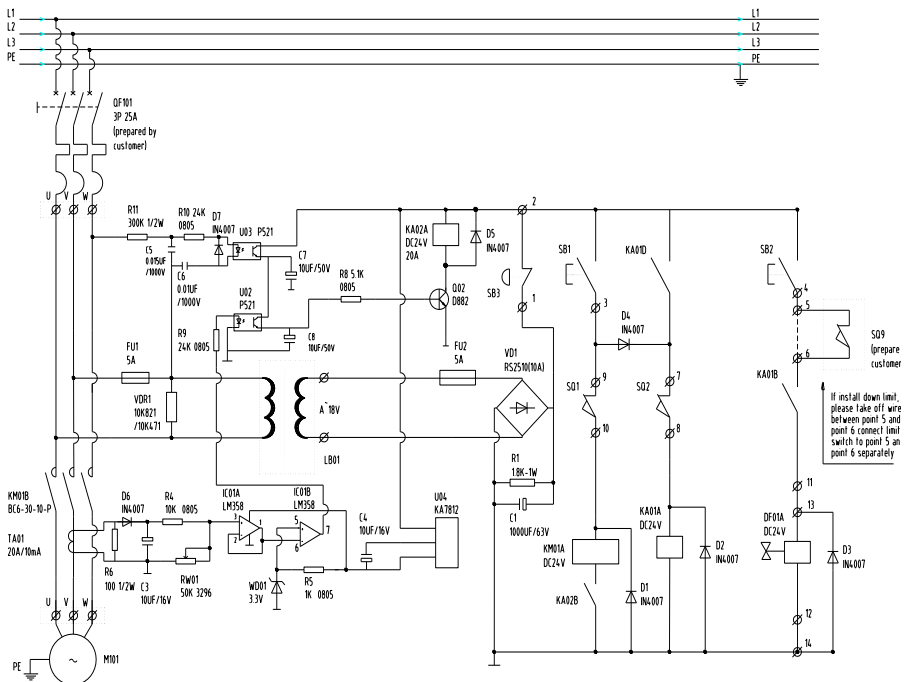 L1
L2
L3
PE
L1
L2
L3
PE
QF101
3P 25A
(prepared by
customer)
U
V
W
R11
300K 1/2W
R10 24K
0805
D7
IN4007
U03
P521
C5
0.015UF
/1000V
C6
0.01UF
/1000V
C7
10UF/50V
U02
P521
R9
24K 0805
C8
10UF/50V
R8 5.1K
0805
KA02A
DC24V
20A
D5
IN4007
Q02
D882
2
SB3
1
SB1
KA01D
SB2
3
D4
IN4007
4
5
6
SQ9
(prepare
customer
FU1
5A
FU2
5A
VD1
RS2510(10A)
VDR1
10K821
/10K471
A~18V
LB01
9
SQ1
10
7
SQ2
8
KA01B
If install down limit,
please take off wire
between point 5 and
point 6 connect limit
switch to point 5 an
point 6 separately
R1
1.8K-1W
C1
1000UF/63V
KM01B
BC6-30-10-P
TA01
20A/10mA
D6
IN4007
R4
10K 0805
IC01A
LM358
IC01B
LM358
3
2
1
5
6
7
C4
10UF/16V
U04
KA7812
R6
100 1/2W
C3
10UF/16V
RW01
50K 3296
WD01
3.3V
R5
1K 0805
KM01A
DC24V
KA02B
D1
IN4007
KA01A
DC24V
D2
IN4007
11
13
DF01A
DC24V
D3
IN4007
12
14
U
V
W
PE
~
M101